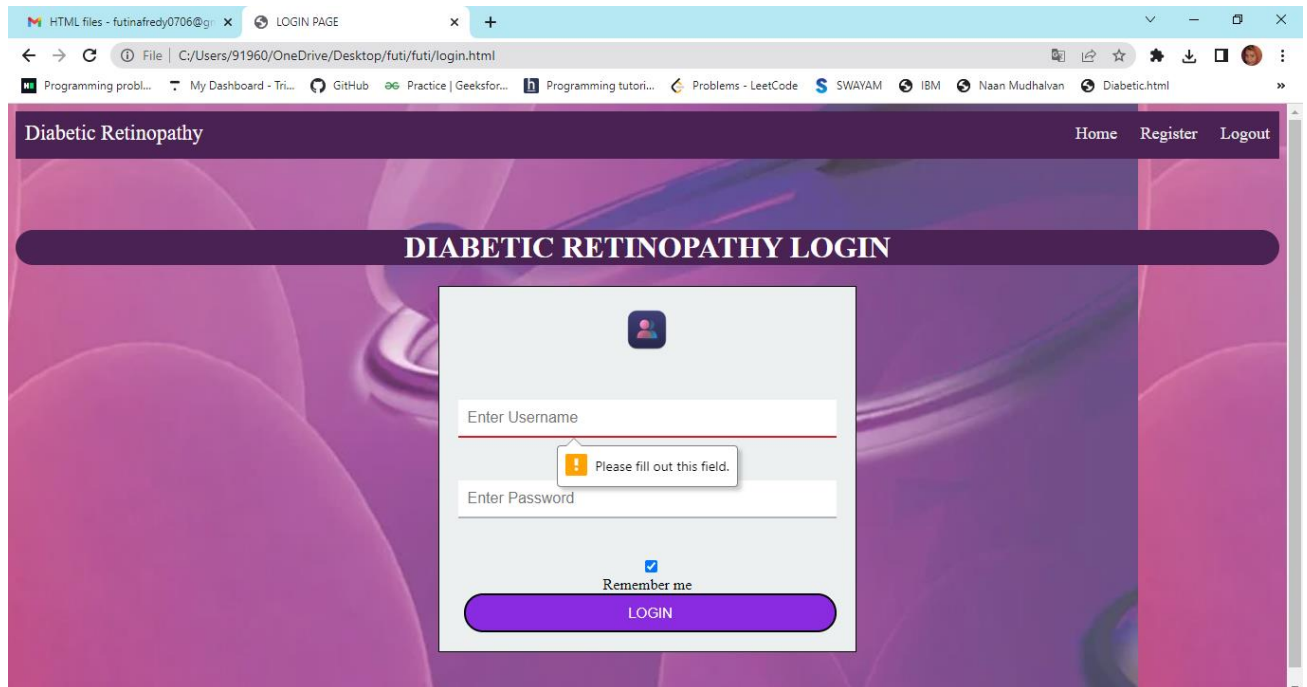 HTML files - futinafredy0706@gm
LOGIN PAGE
File | C:/Users/91960/OneDrive/Desktop/futi/futi/login.html
Programming probl... My Dashboard - Tri... GitHub Practice | Geeksfor... Programming tutori... Problems - LeetCode SWAYAM IBM Naan Mudhalvan Diabetic.html »
Diabetic Retinopathy Home Register Logout
DIABETIC RETINOPATHY LOGIN
Enter Username
Please fill out this field.
Enter Password
Remember me
LOGIN